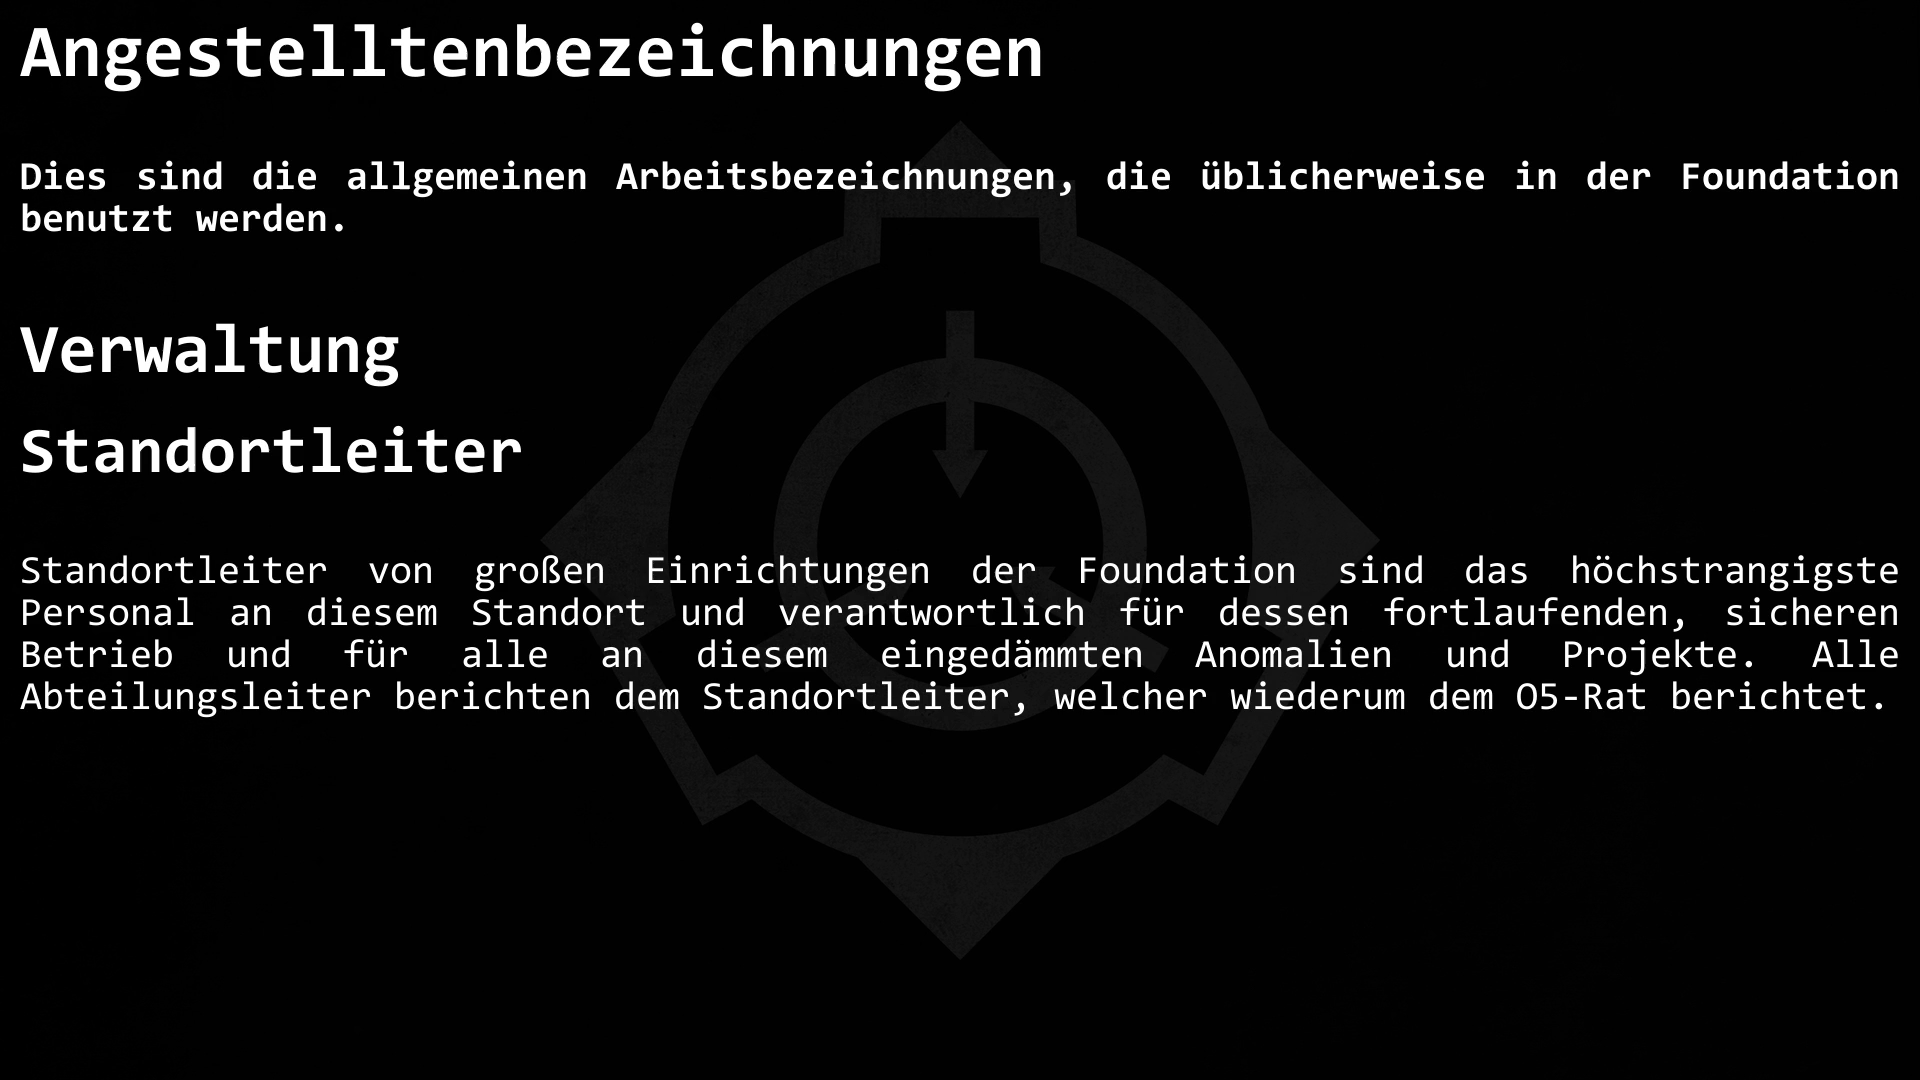 Angestelltenbezeichnungen
Dies sind die allgemeinen Arbeitsbezeichnungen, die üblicherweise in der Foundation
benutzt werden.
Verwaltung
Standortleiter
Standortleiter von großen Einrichtungen der Foundation sind das höchstrangigste
Personal an diesem Standort und verantwortlich für dessen fortlaufenden, sicheren
Betrieb und für alle an diesem eingedämmten Anomalien und Projekte. Alle
Abteilungsleiter berichten dem Standortleiter, welcher wiederum dem O5-Rat berichtet.